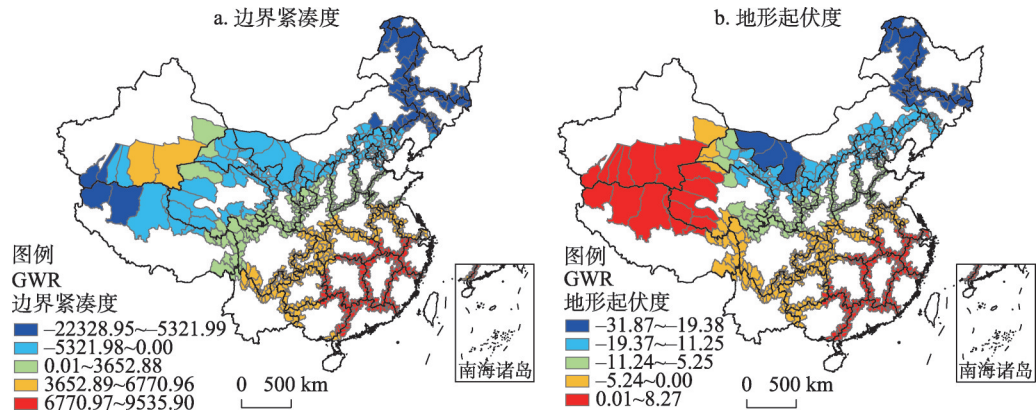 a. 边界紧凑度
图例
GWR
边界紧凑度
–22328.95~–5321.99
–5321.98~0.00
0.01~3652.88
3652.89~6770.96
6770.97~9535.90
0 500 km
南海诸岛
b. 地形起伏度
图例
GWR
地形起伏度
–31.87~–19.38
–19.37~–11.25
–11.24~–5.25
–5.24~0.00
0.01~8.27
0 500 km
南海诸岛